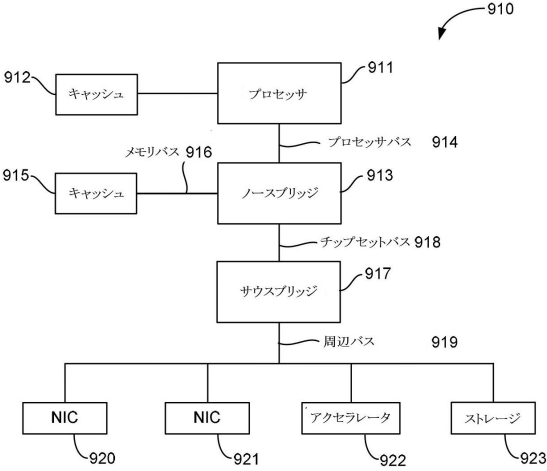 910
911
912
キャッシュ
プロセッサ
プロセッサバス 914
メモリバス 916
915
913
キャッシュ
ノースブリッジ
チップセットバス 918
917
サウスブリッジ
周辺バス 919
NIC
NIC
アクセラレータ
ストレージ
920
921
922
923